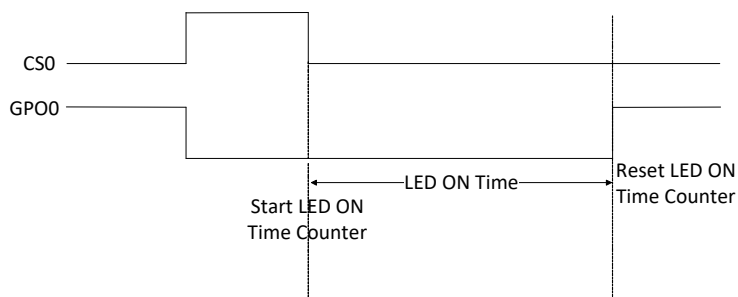 CS0
GPO0
LED ON Time
Reset LED ON
Time Counter
Start LED ON
Time Counter